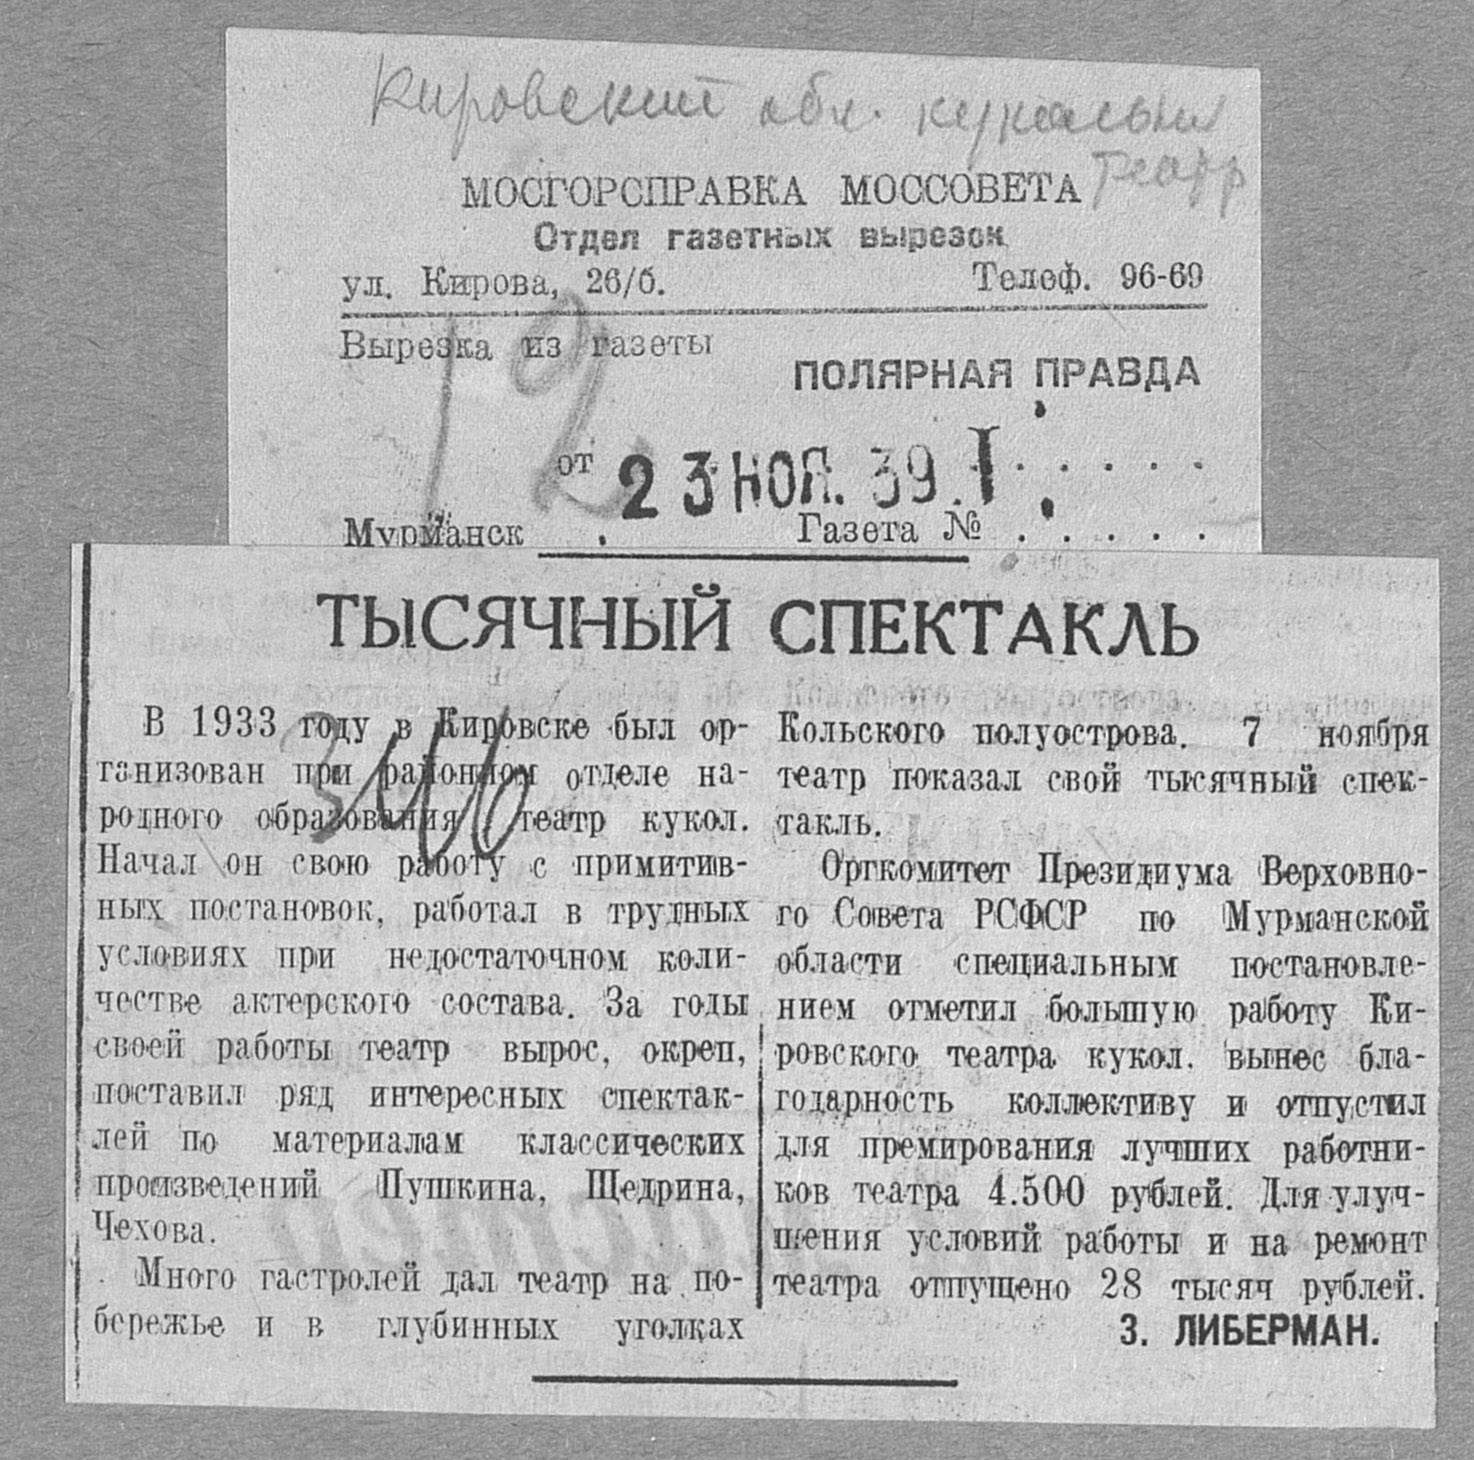 Кировский обл. кукольный
театр
МОСГОРСПРАВКА МОССОВЕТА
Отдел газетных вырезок
ул. Кирова, 26/б. Телеф. 96-69
Вырезка из газеты
ПОЛЯРНАЯ ПРАВДА
12
от 23 НОЯ. 39
Мурманск . Газета № . . . . .
ТЫСЯЧНЫЙ СПЕКТАКЛЬ
В 1933 году в Кировске был ор-
ганизован при районном отделе на-
родного образования театр кукол.
Начал он свою работу с примитив-
ных постановок, работал в трудных
условиях при недостаточном коли-
честве актерского состава. За годы
своей работы театр вырос, окреп,
поставил ряд интересных спектак-
лей по материалам классических
произведений Пушкина, Щедрина,
Чехова.
Много гастролей дал театр на по-
бережье и в глубинных уголках
Кольского полуострова. 7 ноября
театр показал свой тысячный спек-
такль.
Оргкомитет Президиума Верховно-
го Совета РСФСР по Мурманской
области специальным постановле-
нием отметил большую работу Ки-
ровского театра кукол, вынес бла-
годарность коллективу и отпустил
для премирования лучших работни-
ков театра 4.500 рублей. Для улуч-
шения условий работы и на ремонт
театра отпущено 28 тысяч рублей.
З. ЛИБЕРМАН.